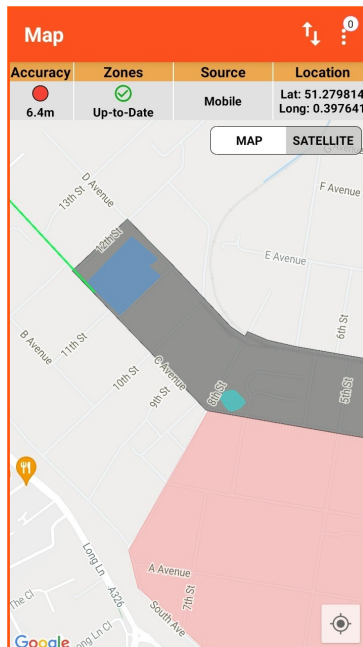 Map
0
Accuracy Zones Source Location
6.4m Up-to-Date Mobile Lat: 51.279814
Long: 0.397641
MAP SATELLITE
D Avenue
13th St
F Avenue
12th St
E Avenue
B Avenue
11th St
6th St
C Avenue
10th St
8th St
9th St
5th St
Long Ln
A Avenue
A326
7th St
The Cl
South Ave
Google
ong Ln Cl